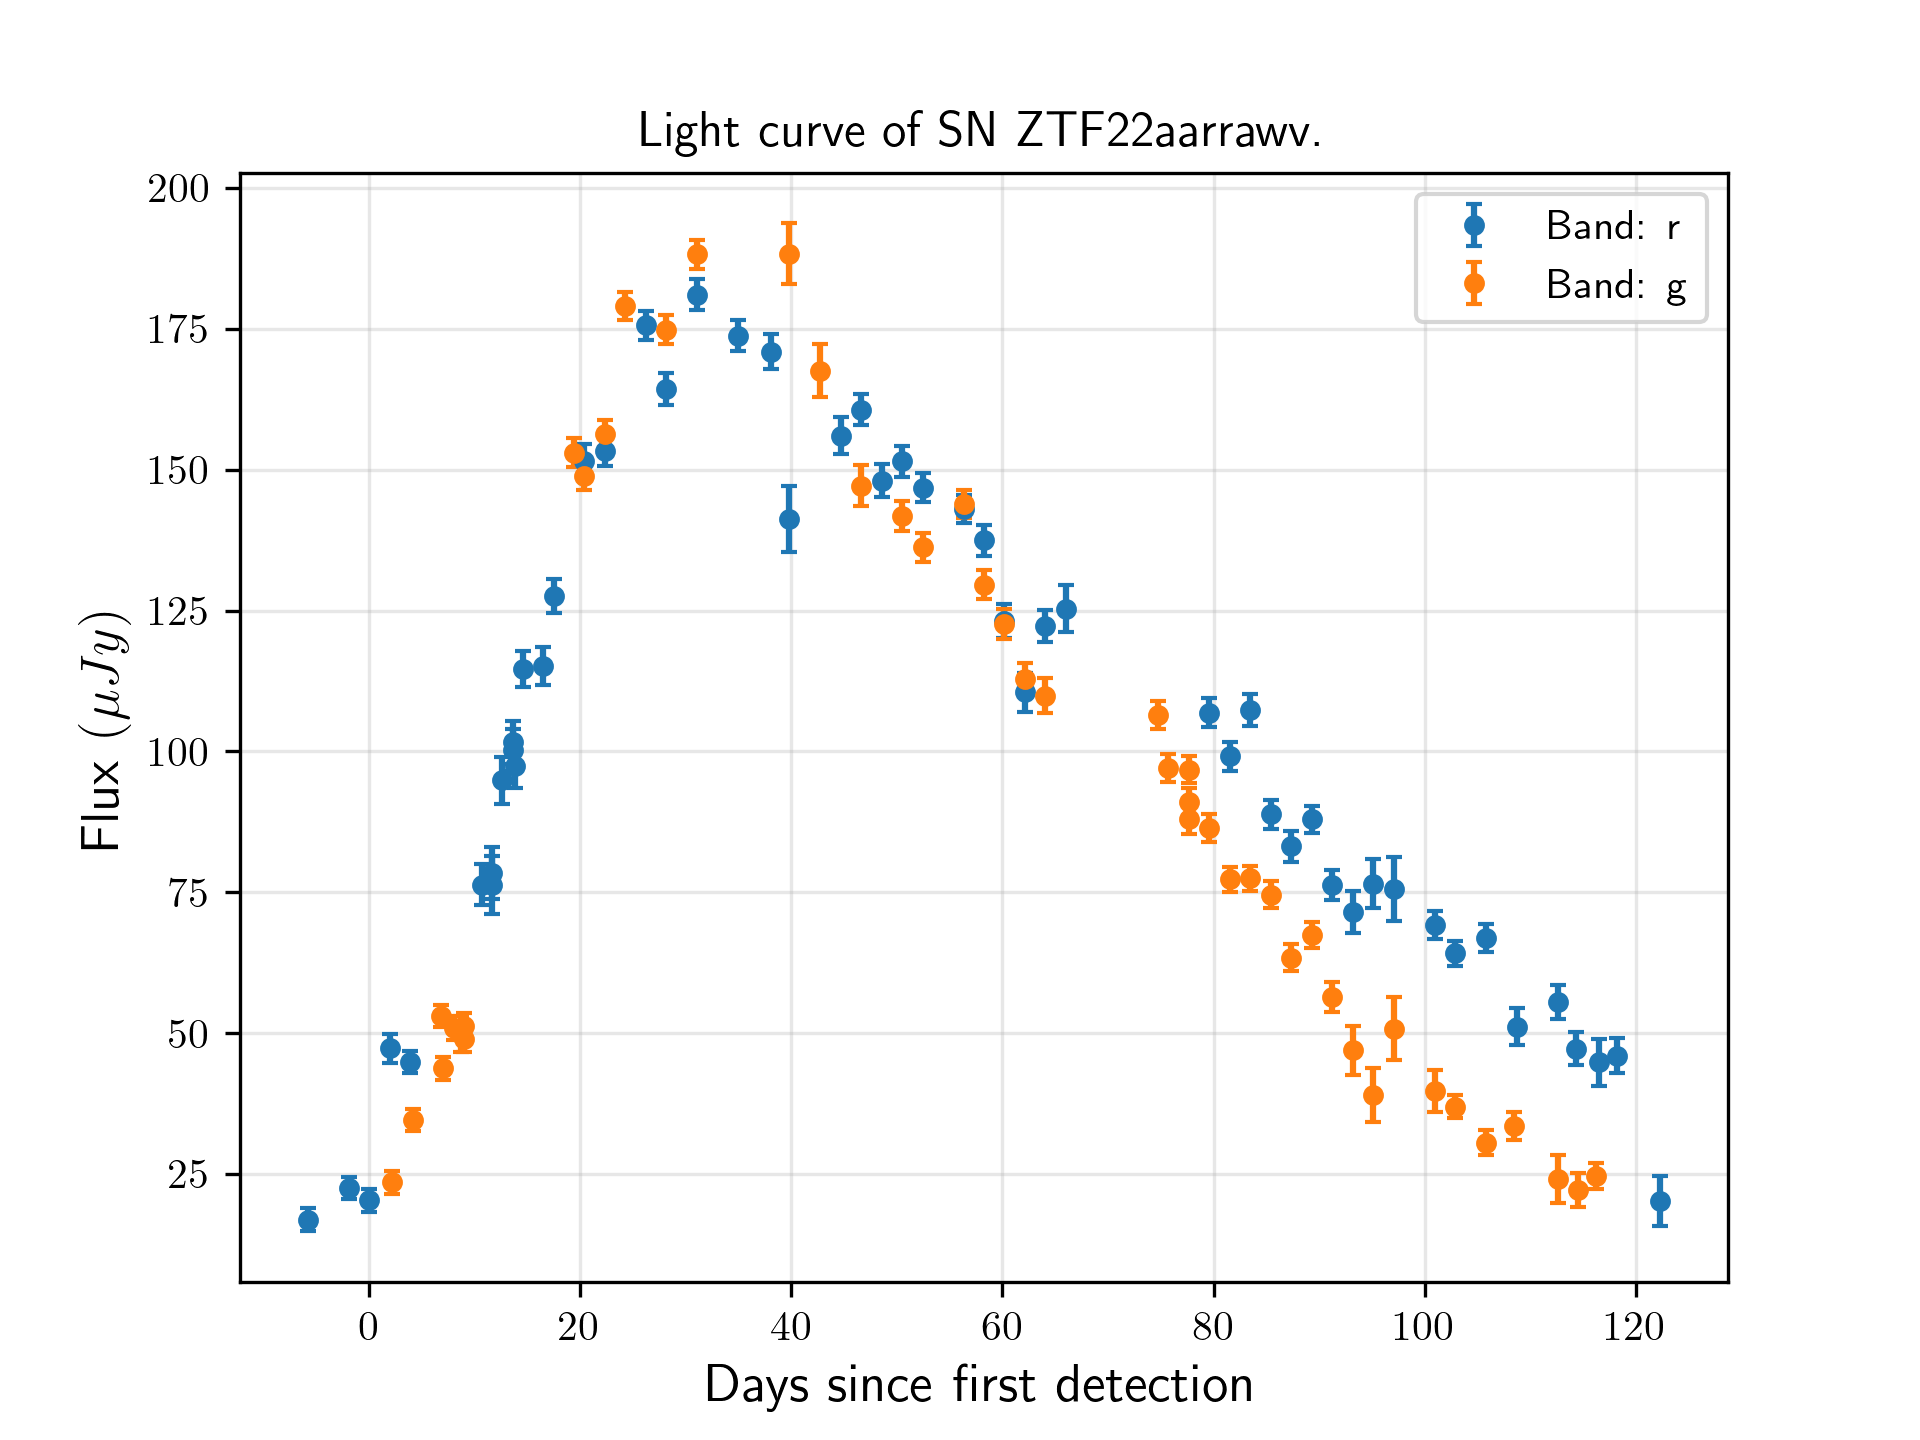 Light curve of SN ZTF22aarrawv.
Band: r
Band: g
200
175
150
125
100
75
50
25
Flux (μJy)
0 20 40 60 80 100 120
Days since first detection